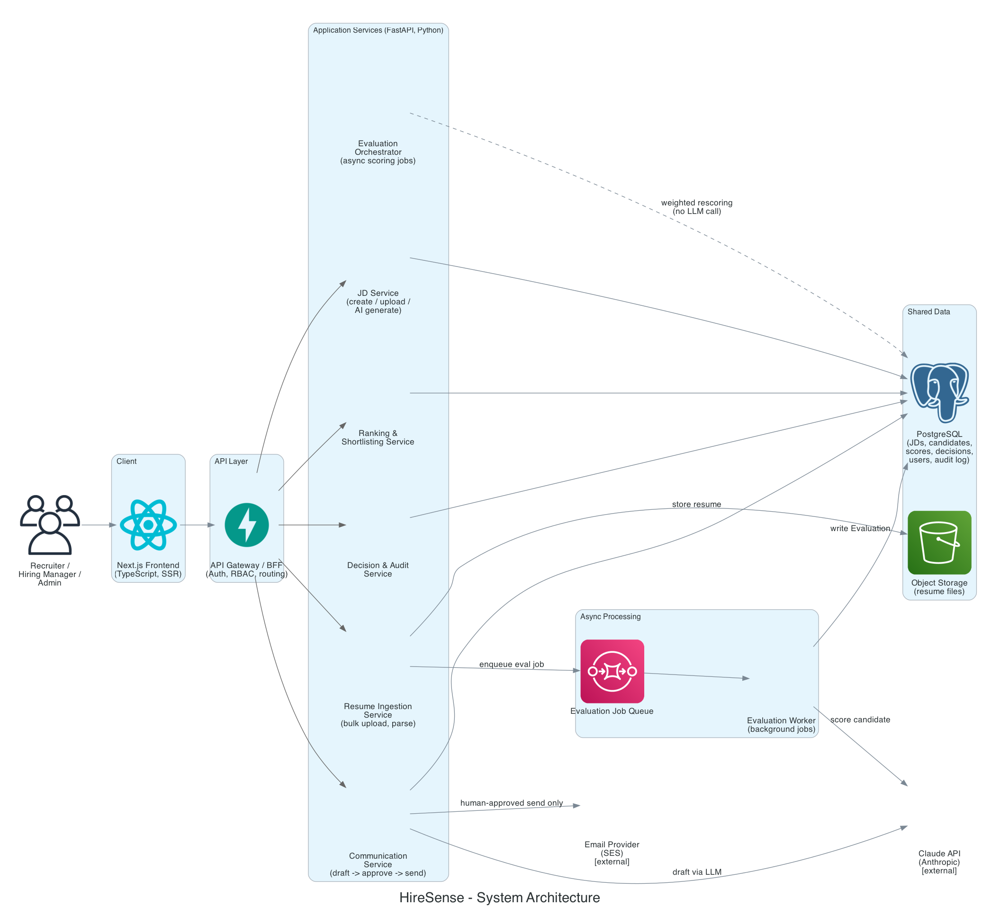 Application Services (FastAPI, Python)
Evaluation
Orchestrator
(async scoring jobs)
weighted rescoring
(no LLM call)
JD Service
(create / upload /
AI generate)
Shared Data
Ranking &
Shortlisting Service
PostgreSQL
(JDs, candidates,
scores, decisions,
users, audit log)
Client
API Layer
store resume
write Evaluation
Recruiter /
Hiring Manager /
Admin
Next.js Frontend
(TypeScript, SSR)
API Gateway / BFF
(Auth, RBAC, routing)
Decision & Audit
Service
Object Storage
(resume files)
Async Processing
enqueue eval job
Resume Ingestion
Service
(bulk upload, parse)
Evaluation Job Queue
Evaluation Worker
(background jobs)
score candidate
human-approved send only
Communication
Service
(draft -> approve -> send)
Email Provider
(SES)
[external]
draft via LLM
Claude API
(Anthropic)
[external]
HireSense - System Architecture